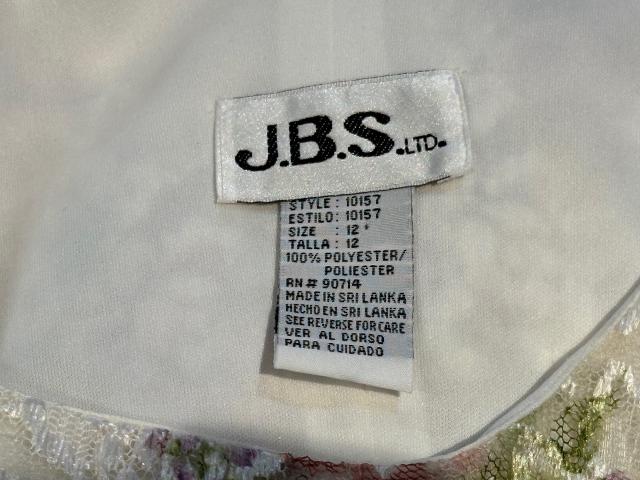 J.B.S. LTD.
STYLE : 10157
ESTILO: 10157
SIZE : 12 *
TALLA : 12
100% POLYESTER/
POLIESTER
RN# 90714
MADE IN SRI LANKA
HECHO EN SRI LANKA
SEE REVERSE FOR CARE
VER AL DORSO
PARA CUIDADO